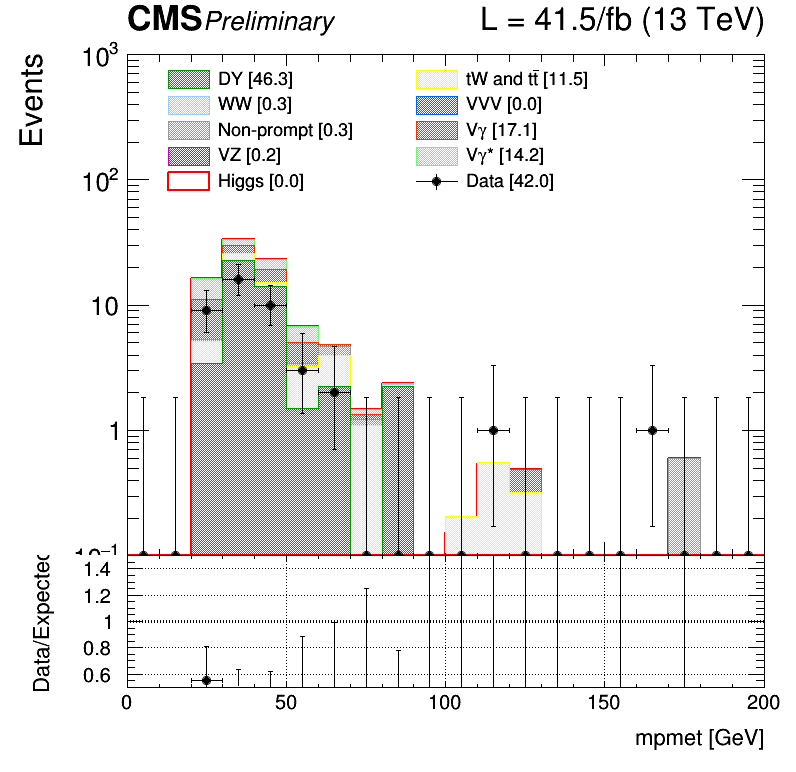 CMS Preliminary L = 41.5/fb (13 TeV)
Events
10³
10²
10
1
10⁻¹
DY [46.3]
WW [0.3]
Non-prompt [0.3]
VZ [0.2]
Higgs [0.0]
tW and tt̄ [11.5]
VVV [0.0]
Vγ [17.1]
Vγ* [14.2]
Data [42.0]
Data/Expected
1.4
1.2
1
0.8
0.6
0 50 100 150 200
mpmet [GeV]